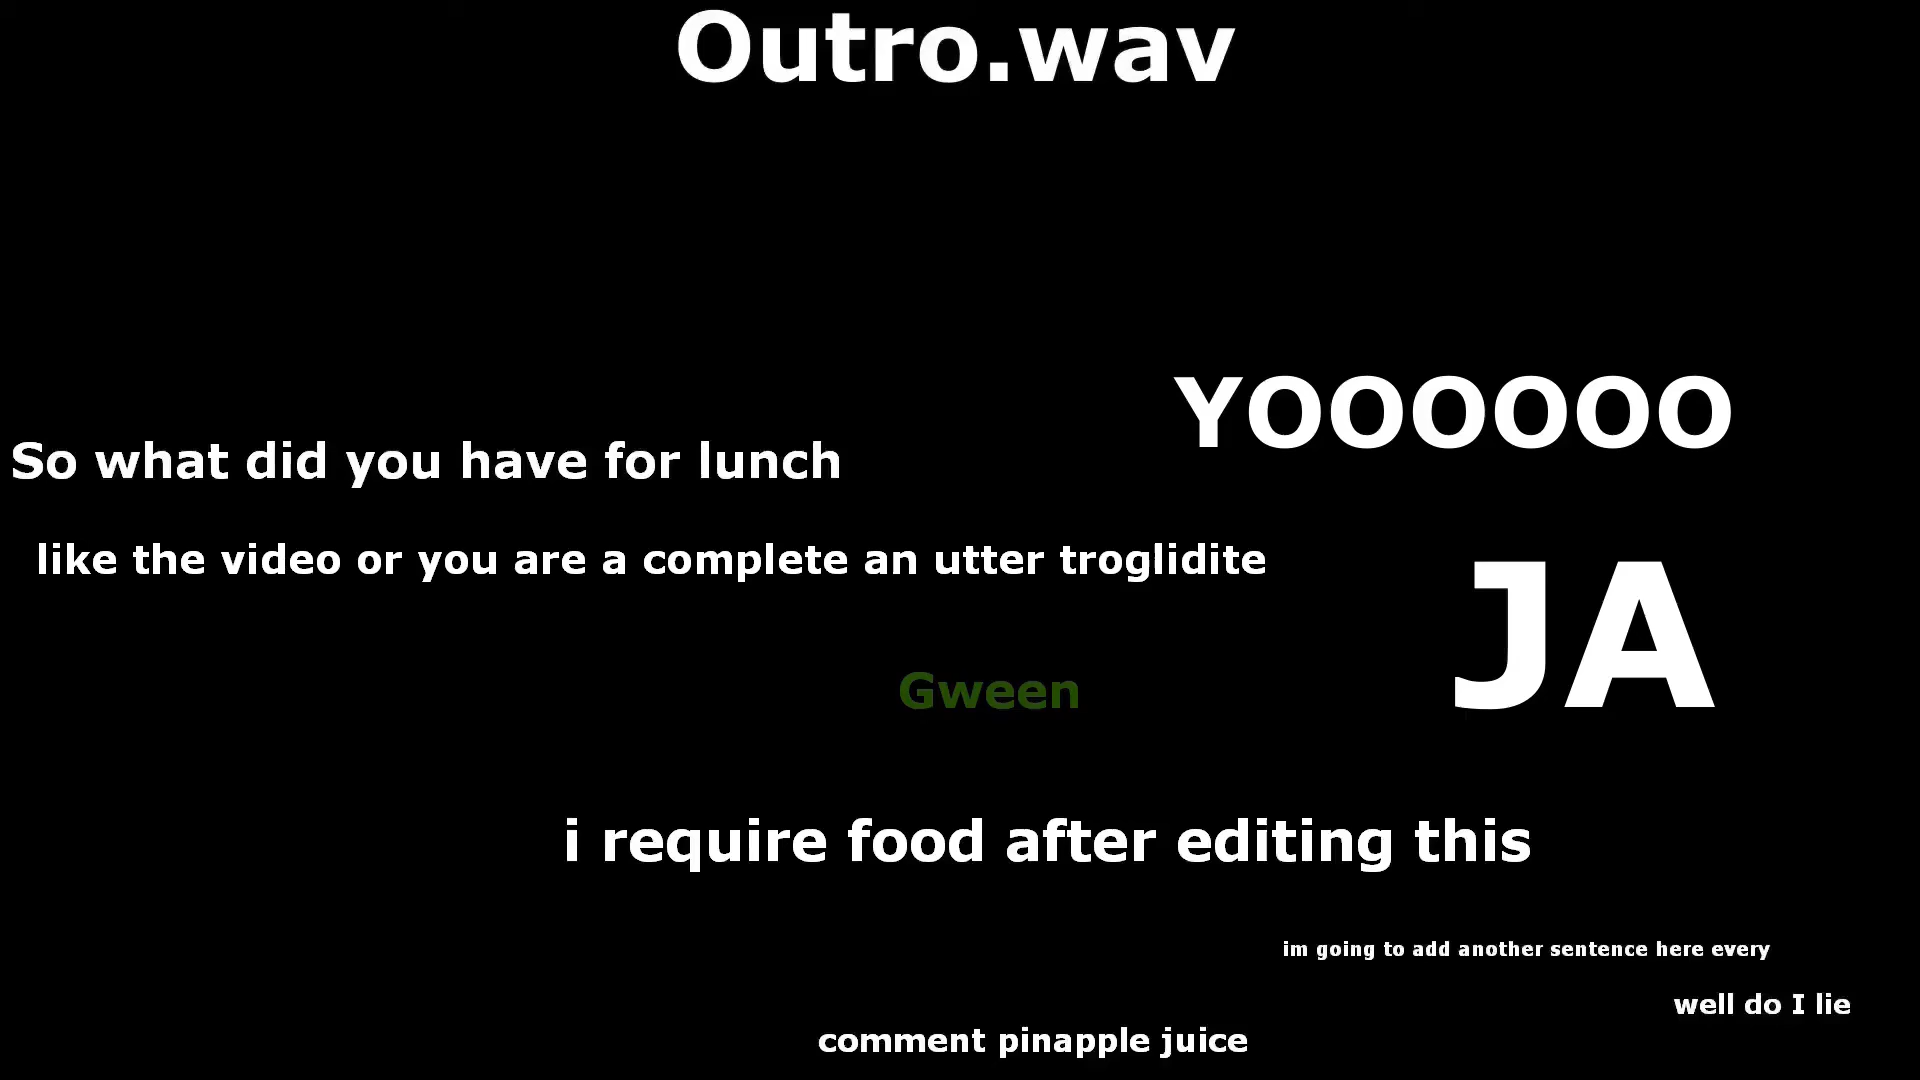 Outro.wav
YOOOOOO
So what did you have for lunch
like the video or you are a complete an utter troglidite
JA
Gween
i require food after editing this
im going to add another sentence here every
well do I lie
comment pinapple juice